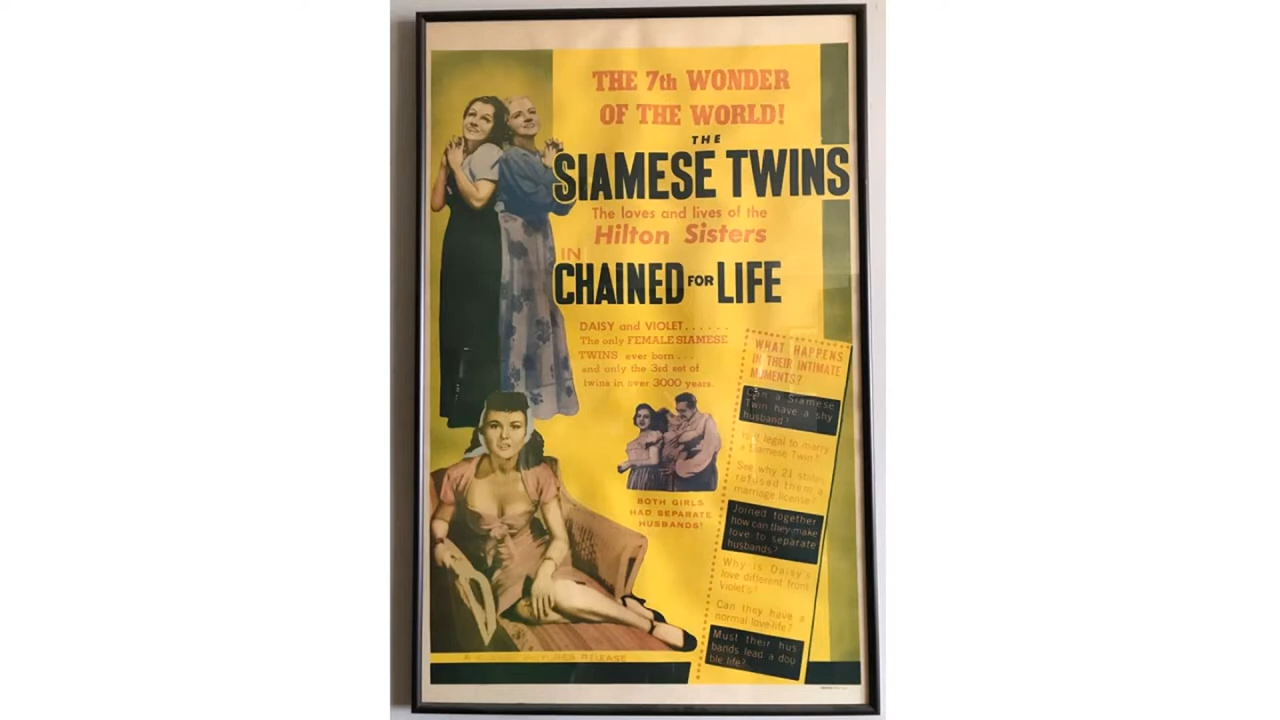 THE 7th WONDER
OF THE WORLD!
THE
SIAMESE TWINS
The loves and lives of the
Hilton Sisters
IN
CHAINED FOR LIFE
DAISY and VIOLET......
The only FEMALE SIAMESE
TWINS ever born...
and only the 3rd set of
twins in over 3000 years.
BOTH GIRLS
HAD SEPARATE
HUSBANDS!
WHAT HAPPENS
IN THEIR INTIMATE
MOMENTS?
Can a Siamese
Twin have a shy
husband?
Is it legal to marry
a Siamese Twin?
See why 21 states
refused them a
marriage license?
Joined together
how can they make
love to separate
husbands?
Why is Daisy's
love different from
Violet's?
Can they have a
normal love life?
Must their hus
bands lead a dou
ble life?
RELEASE